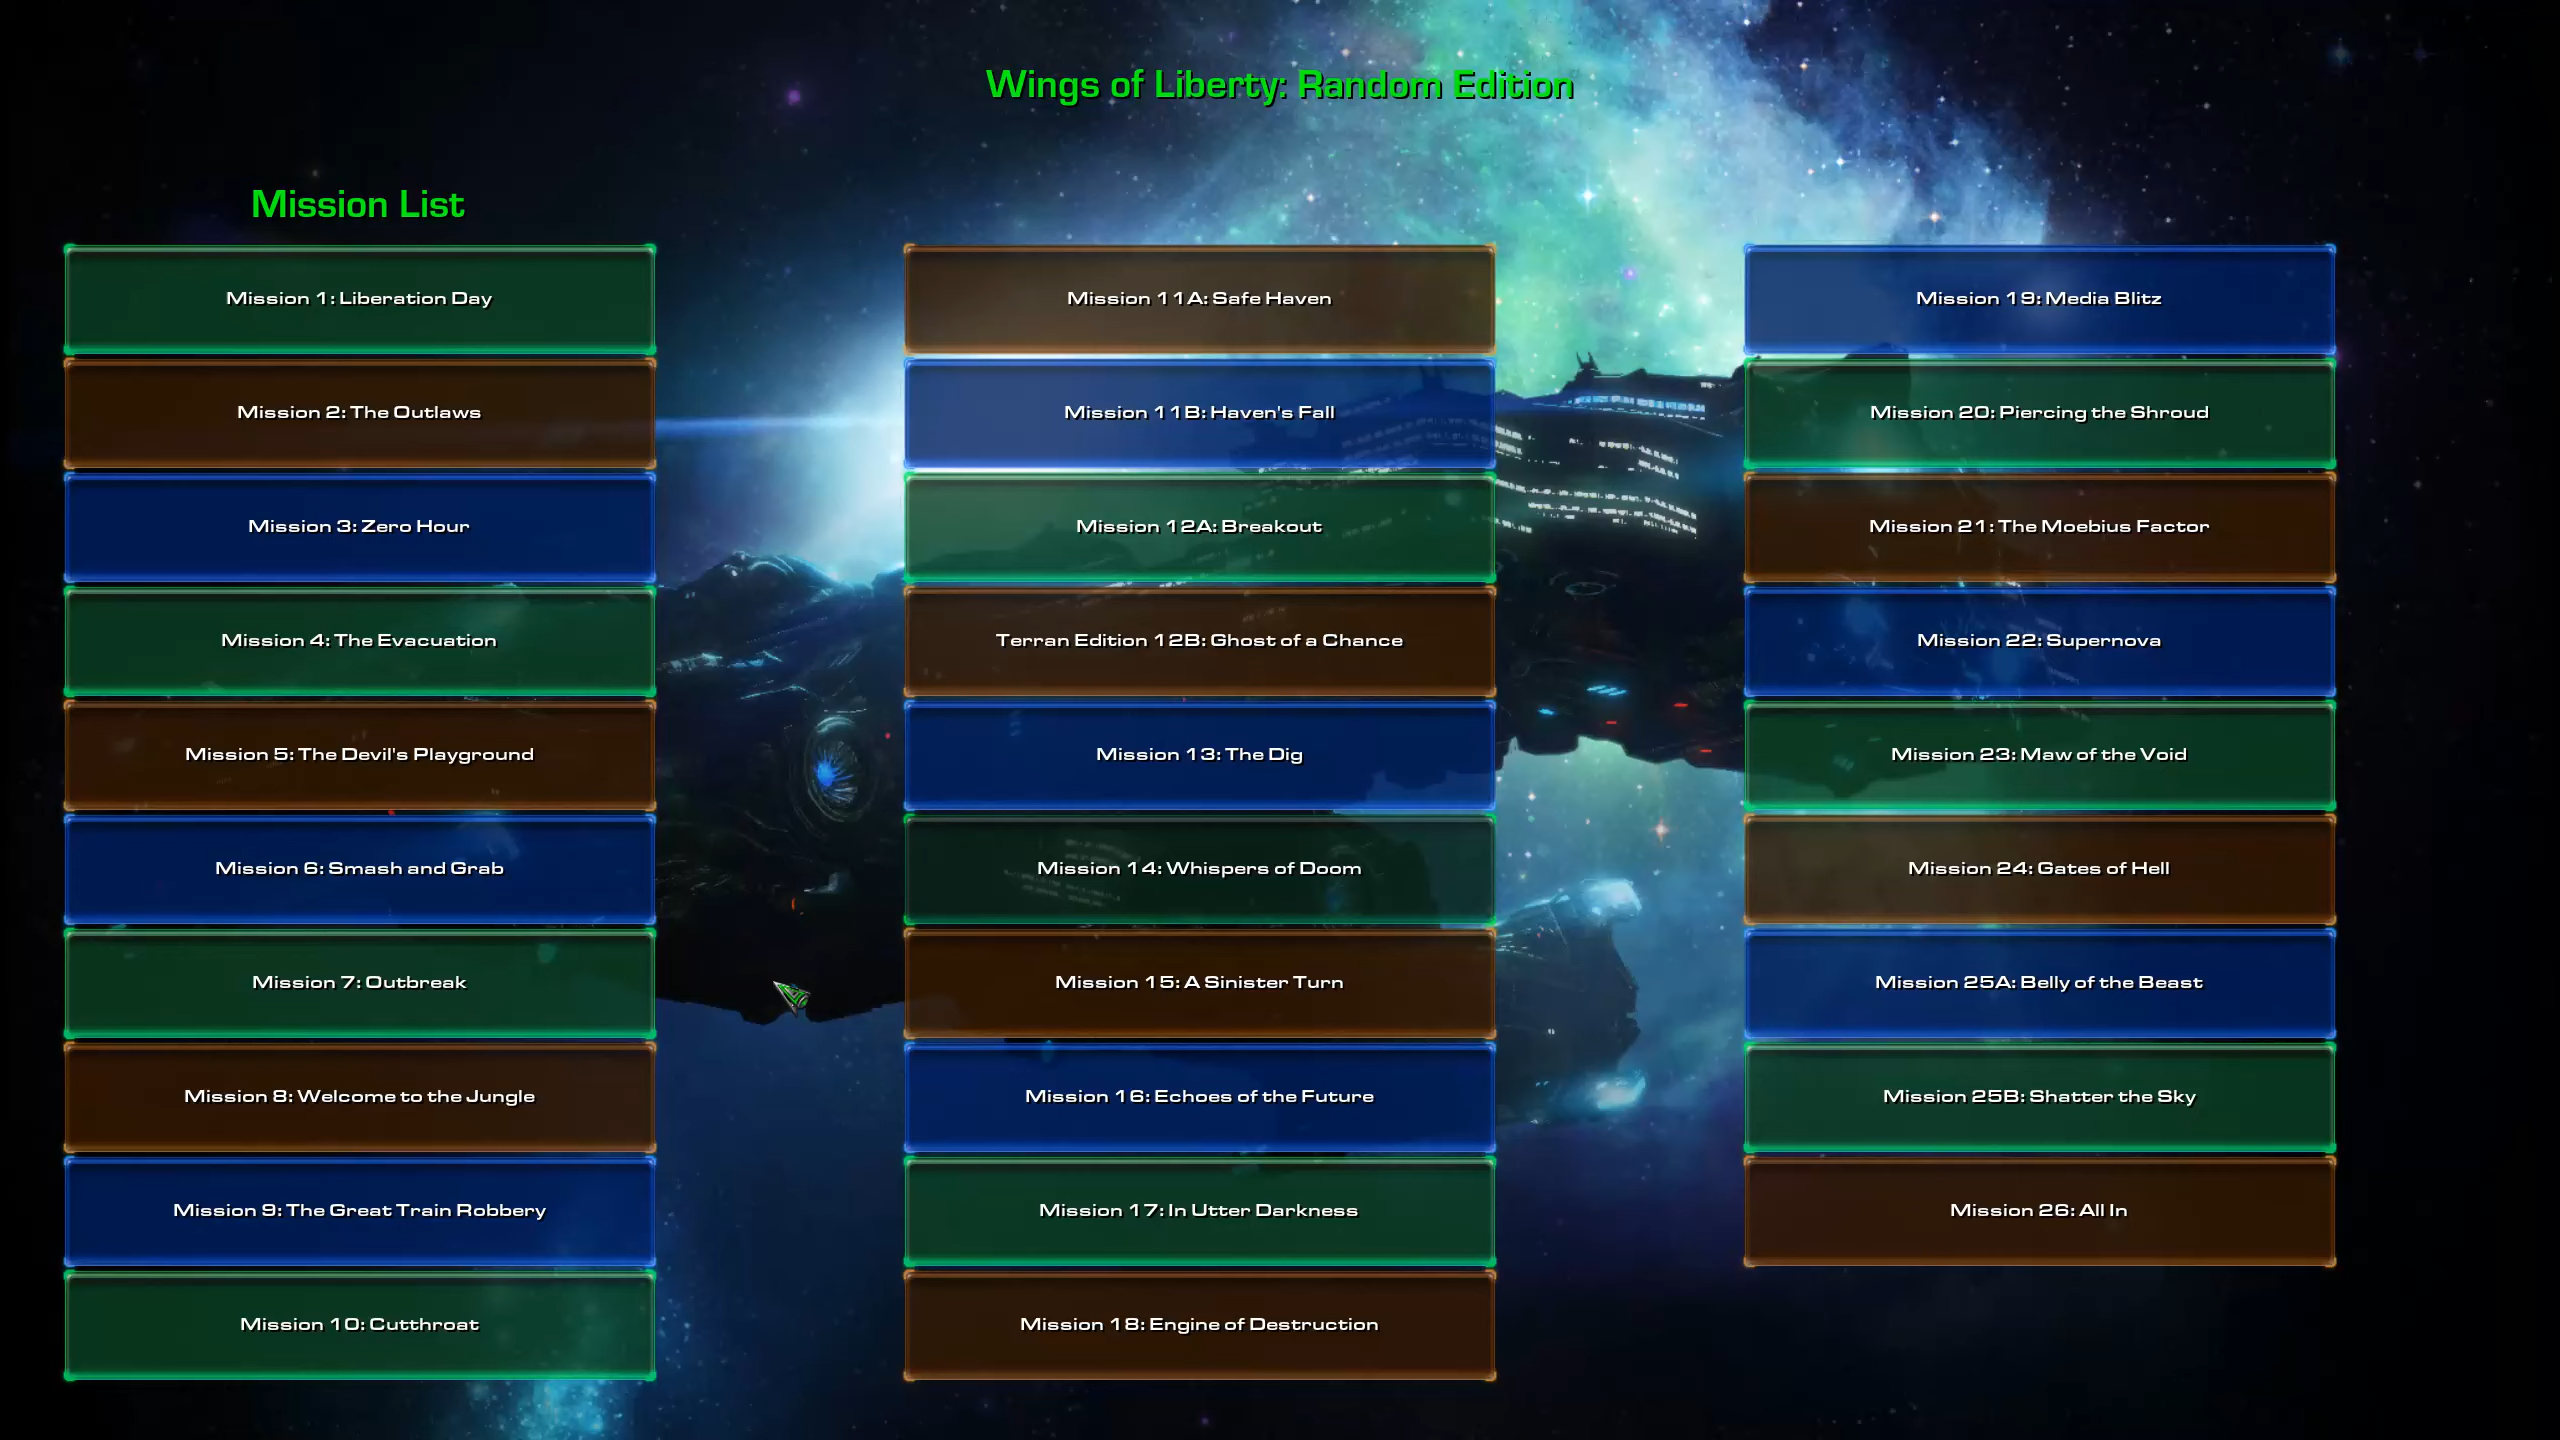 Wings of Liberty: Random Edition
Mission List
Mission 1: Liberation Day
Mission 2: The Outlaws
Mission 3: Zero Hour
Mission 4: The Evacuation
Mission 5: The Devil's Playground
Mission 6: Smash and Grab
Mission 7: Outbreak
Mission 8: Welcome to the Jungle
Mission 9: The Great Train Robbery
Mission 10: Cutthroat
Mission 11A: Safe Haven
Mission 11B: Haven's Fall
Mission 12A: Breakout
Terran Edition 12B: Ghost of a Chance
Mission 13: The Dig
Mission 14: Whispers of Doom
Mission 15: A Sinister Turn
Mission 16: Echoes of the Future
Mission 17: In Utter Darkness
Mission 18: Engine of Destruction
Mission 19: Media Blitz
Mission 20: Piercing the Shroud
Mission 21: The Moebius Factor
Mission 22: Supernova
Mission 23: Maw of the Void
Mission 24: Gates of Hell
Mission 25A: Belly of the Beast
Mission 25B: Shatter the Sky
Mission 26: All In